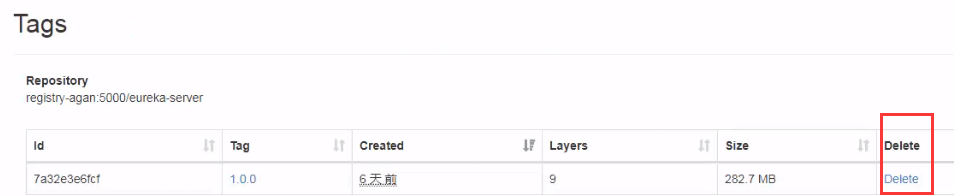 Tags
Repository
registry-agan:5000/eureka-server
Id Tag Created Layers Size Delete
7a32e3e6fcf 1.0.0 6 天前 9 282.7 MB Delete